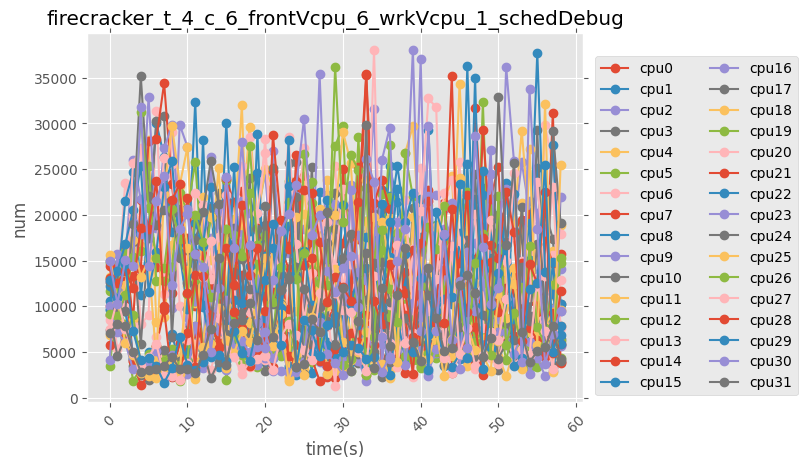 firecracker_t_4_c_6_frontVcpu_6_wrkVcpu_1_schedDebug
num
35000
30000
25000
20000
15000
10000
5000
0
0
10
20
30
40
50
60
time(s)
cpu0
cpu1
cpu2
cpu3
cpu4
cpu5
cpu6
cpu7
cpu8
cpu9
cpu10
cpu11
cpu12
cpu13
cpu14
cpu15
cpu16
cpu17
cpu18
cpu19
cpu20
cpu21
cpu22
cpu23
cpu24
cpu25
cpu26
cpu27
cpu28
cpu29
cpu30
cpu31